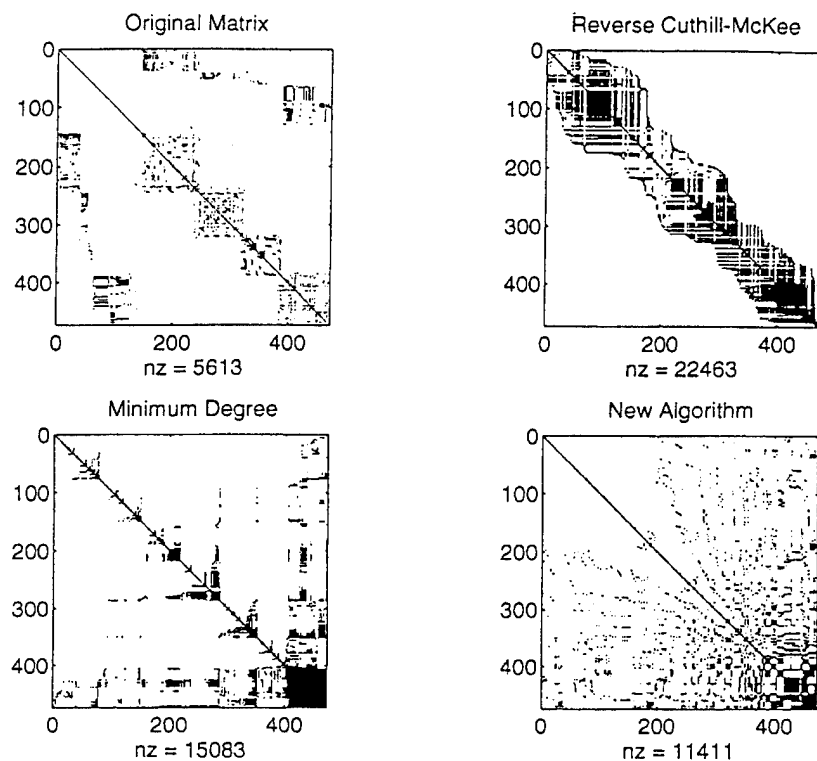 Original Matrix
0
100
200
300
400
0 200 400
nz = 5613
Reverse Cuthill-McKee
0
100
200
300
400
0 200 400
nz = 22463
Minimum Degree
0
100
200
300
400
0 200 400
nz = 15083
New Algorithm
0
100
200
300
400
0 200 400
nz = 11411